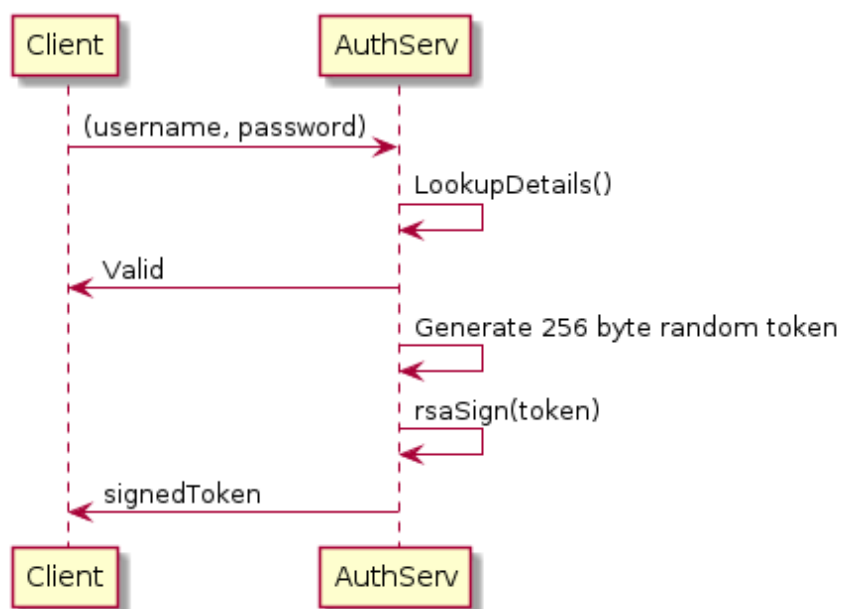 Client AuthServ
(username, password)
LookupDetails()
Valid
Generate 256 byte random token
rsaSign(token)
signedToken
Client AuthServ